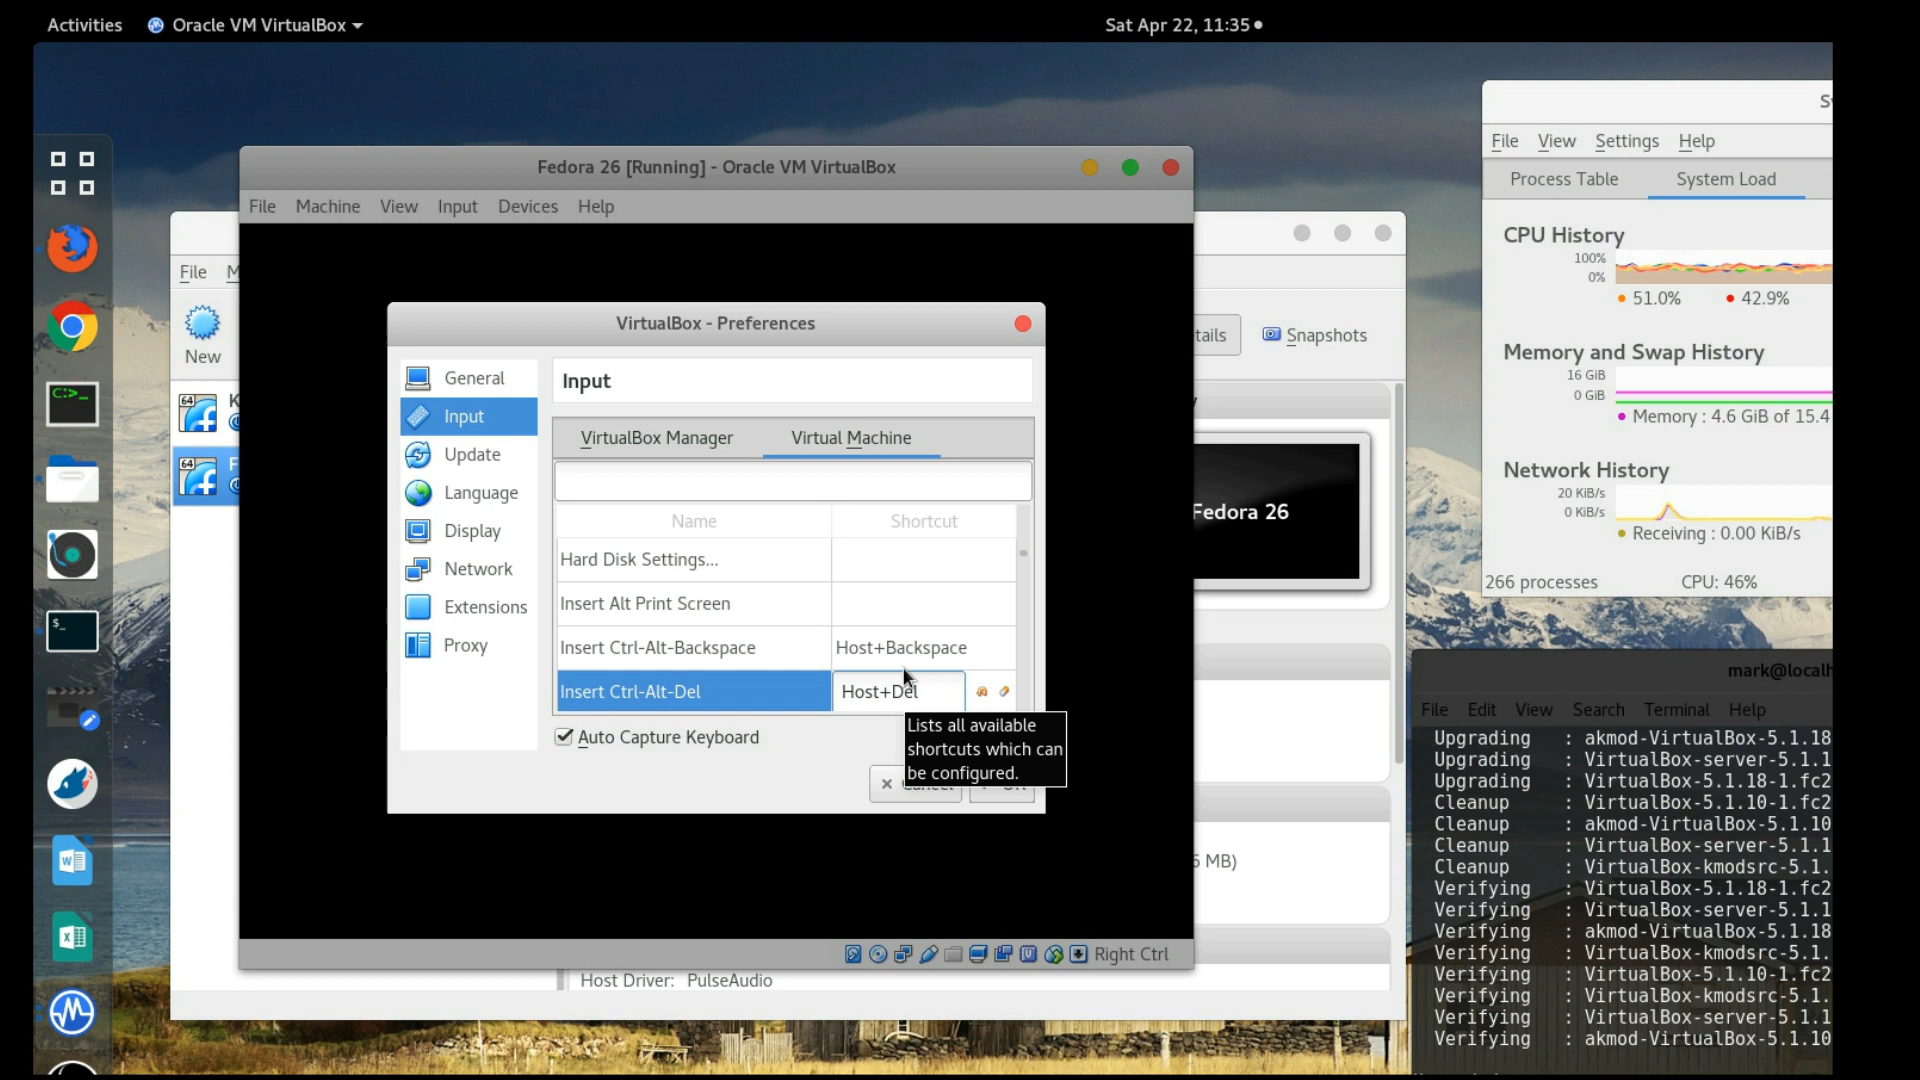 Activities
Oracle VM VirtualBox
Sat Apr 22, 11:35
Fedora 26 [Running] - Oracle VM VirtualBox
File Machine View Input Devices Help
File
New
64
64
VirtualBox - Preferences
General
Input
Update
Language
Display
Network
Extensions
Proxy
Input
VirtualBox Manager
Virtual Machine
Name
Shortcut
Hard Disk Settings...
Insert Alt Print Screen
Insert Ctrl-Alt-Backspace
Host+Backspace
Insert Ctrl-Alt-Del
Host+Del
Auto Capture Keyboard
Lists all available
shortcuts which can
be configured.
Right Ctrl
Host Driver: PulseAudio
Snapshots
Fedora 26
MB)
File View Settings Help
Process Table
System Load
CPU History
100%
0%
51.0%
42.9%
Memory and Swap History
16 GiB
0 GiB
Memory : 4.6 GiB of 15.4
Network History
20 KiB/s
0 KiB/s
Receiving : 0.00 KiB/s
266 processes
CPU: 46%
mark@localh
File Edit View Search Terminal Help
Upgrading : akmod-VirtualBox-5.1.18
Upgrading : VirtualBox-server-5.1.1
Upgrading : VirtualBox-5.1.18-1.fc2
Cleanup : VirtualBox-5.1.10-1.fc2
Cleanup : akmod-VirtualBox-5.1.10
Cleanup : VirtualBox-server-5.1.1
Cleanup : VirtualBox-kmodsrc-5.1.
Verifying : VirtualBox-5.1.18-1.fc2
Verifying : VirtualBox-server-5.1.1
Verifying : akmod-VirtualBox-5.1.18
Verifying : VirtualBox-kmodsrc-5.1.
Verifying : VirtualBox-5.1.10-1.fc2
Verifying : VirtualBox-kmodsrc-5.1.
Verifying : VirtualBox-server-5.1.1
Verifying : akmod-VirtualBox-5.1.10